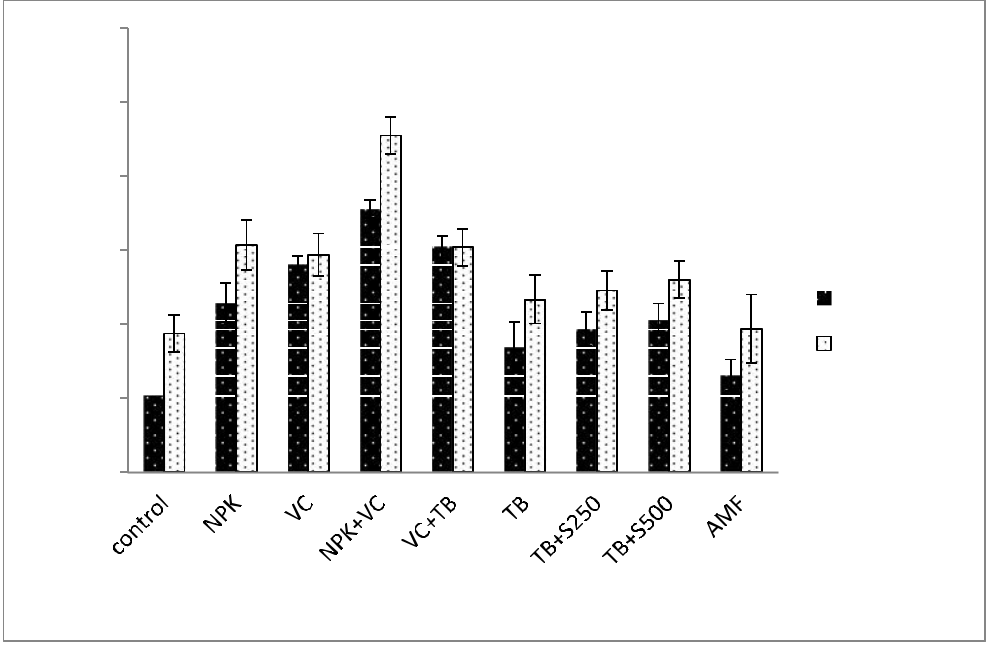 control
NPK
VC
NPK+VC
VC+TB
TB
TB+S250
TB+S500
AMF